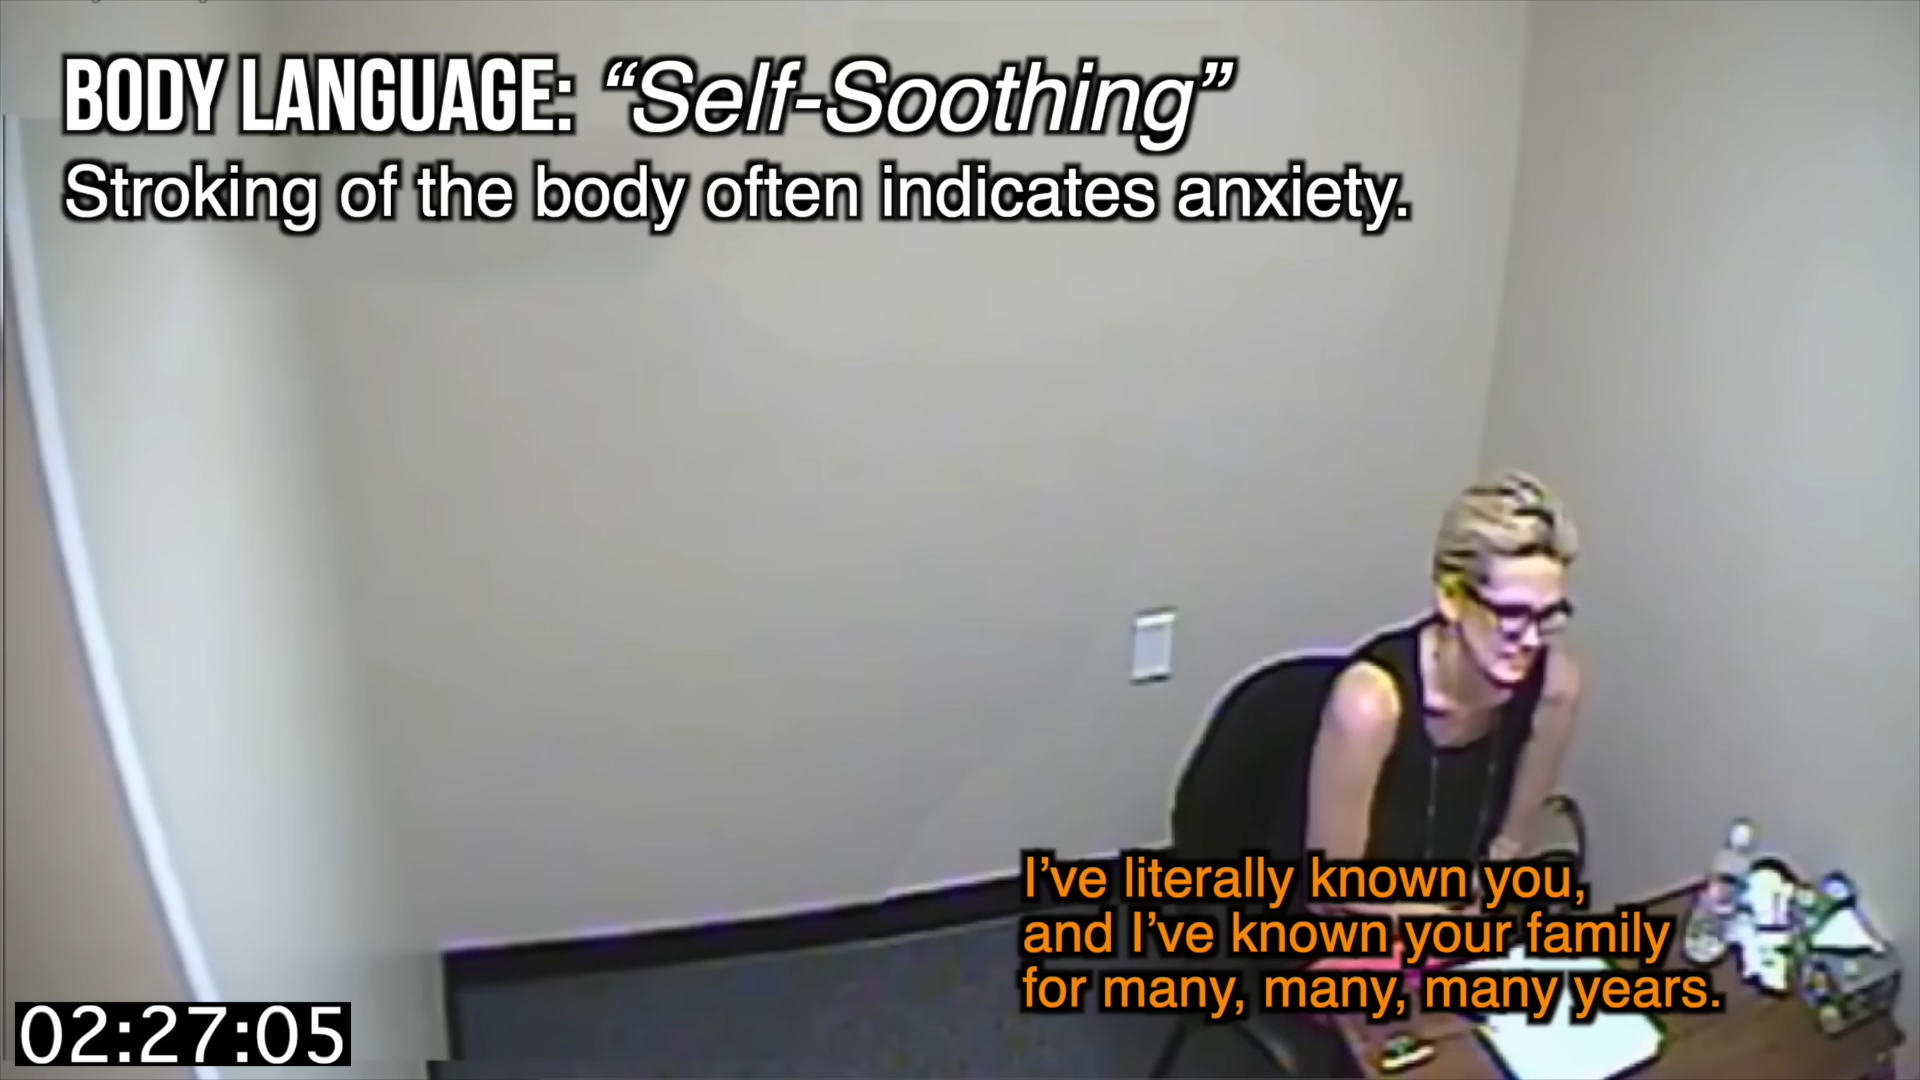 BODY LANGUAGE: “Self-Soothing”
Stroking of the body often indicates anxiety.
I’ve literally known you,
and I’ve known your family
for many, many, many years.
02:27:05